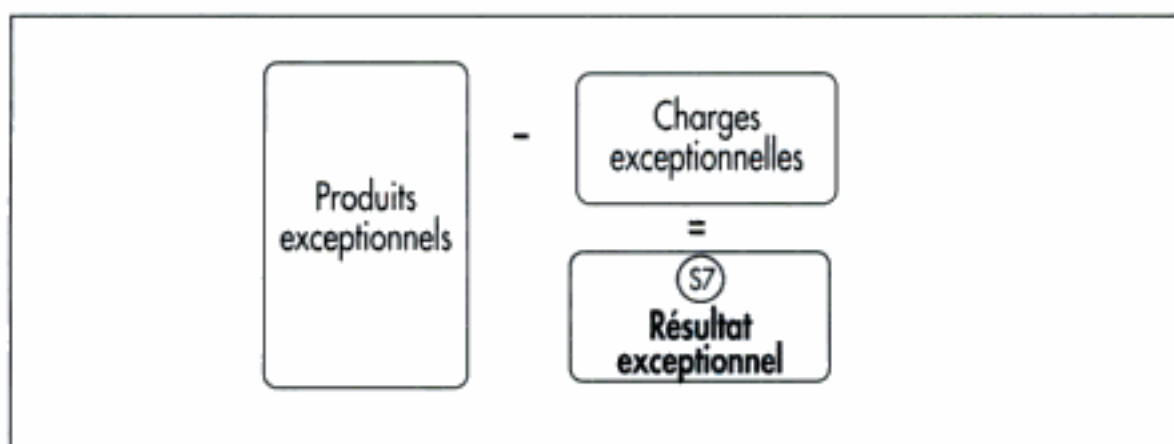 Produits
exceptionnels
-
Charges
exceptionnelles
=
S7
Résultat
exceptionnel